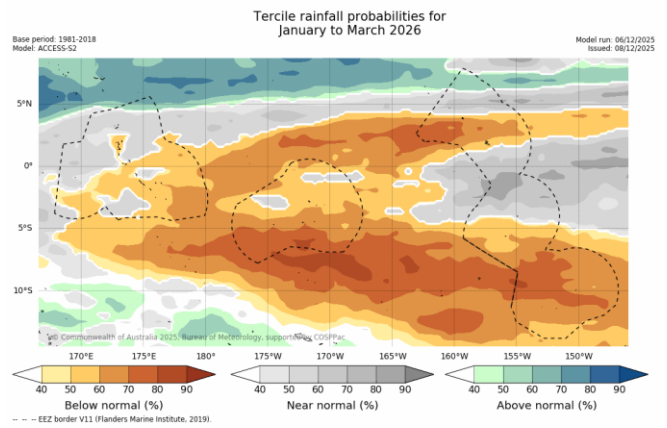 Tercile rainfall probabilities for
January to March 2026
Base period: 1981-2018
Model: ACCESS-S2
Model run: 06/12/2025
Issued: 08/12/2025
5°N
0°
5°S
10°S
© Commonwealth of Australia 2025, Bureau of Meteorology, supported by COSPPac
170°E 175°E 180° 175°W 170°W 165°W 160°W 155°W 150°W
40 50 60 70 80 90 40 50 60 70 80 90 40 50 60 70 80 90
Below normal (%) Near normal (%) Above normal (%)
-- -- -- EEZ border V11 (Flanders Marine Institute, 2019).